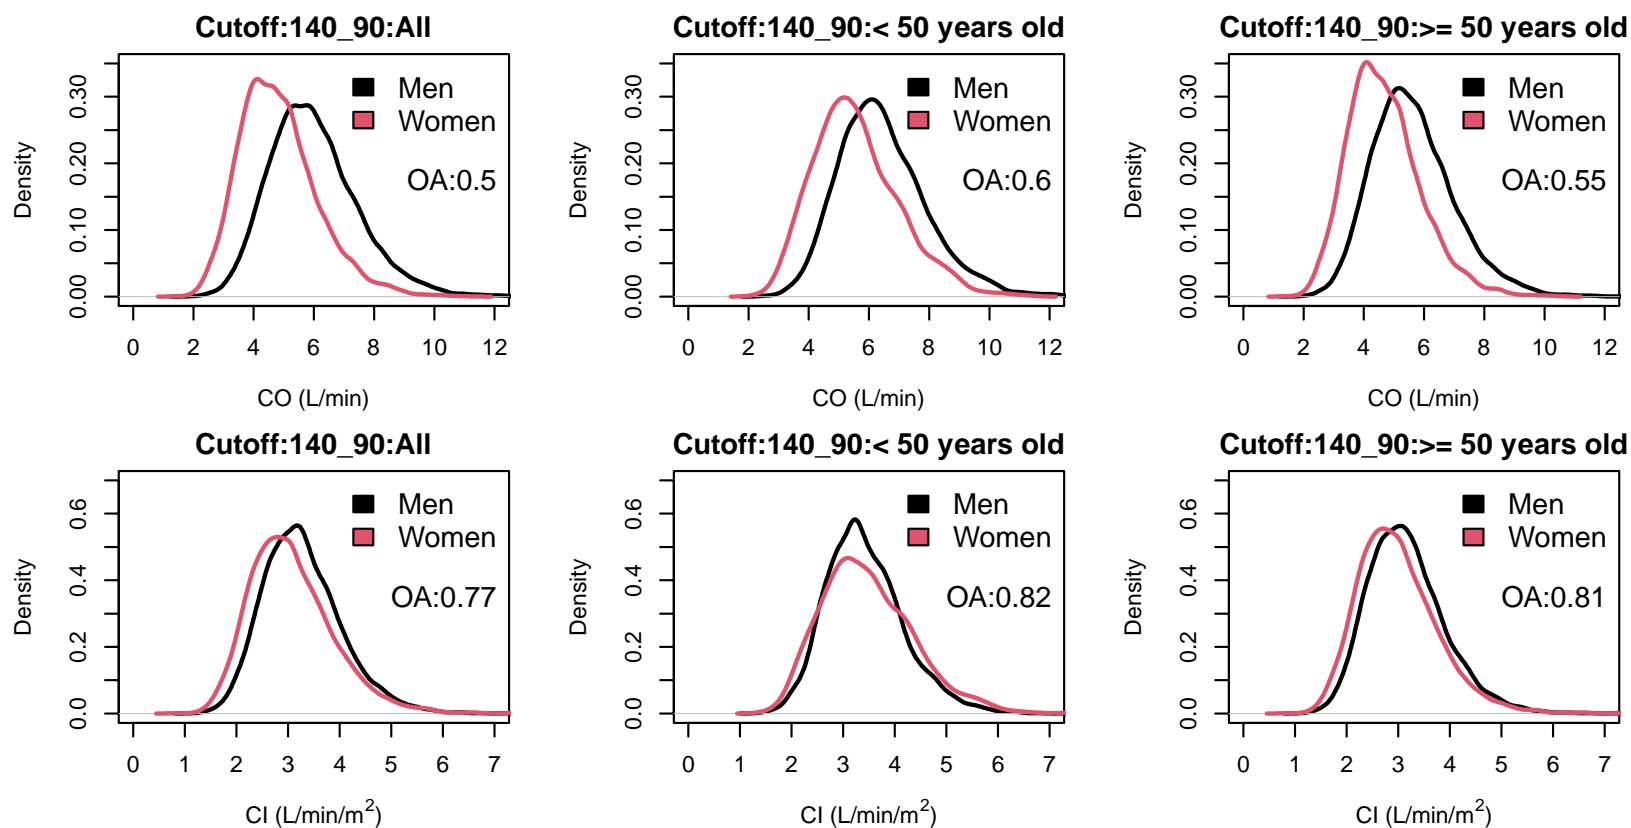 Cutoff:140_90:All
Density
0.00 0.10 0.20 0.30
Men
Women
OA:0.5
0 2 4 6 8 10 12
CO (L/min)
Cutoff:140_90:< 50 years old
Density
0.00 0.10 0.20 0.30
Men
Women
OA:0.6
0 2 4 6 8 10 12
CO (L/min)
Cutoff:140_90:>= 50 years old
Density
0.00 0.10 0.20 0.30
Men
Women
OA:0.55
0 2 4 6 8 10 12
CO (L/min)
Cutoff:140_90:All
Density
0.0 0.2 0.4 0.6
Men
Women
OA:0.77
0 1 2 3 4 5 6 7
CI (L/min/m²)
Cutoff:140_90:< 50 years old
Density
0.0 0.2 0.4 0.6
Men
Women
OA:0.82
0 1 2 3 4 5 6 7
CI (L/min/m²)
Cutoff:140_90:>= 50 years old
Density
0.0 0.2 0.4 0.6
Men
Women
OA:0.81
0 1 2 3 4 5 6 7
CI (L/min/m²)